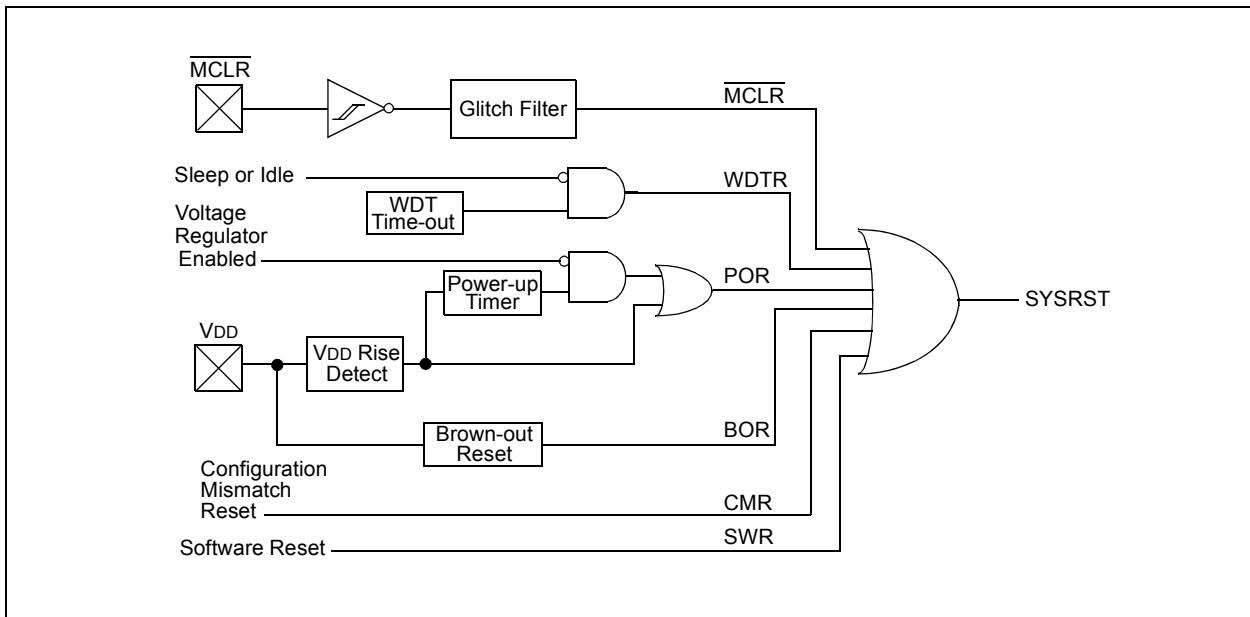 MCLR
Glitch Filter
MCLR
Sleep or Idle
WDT
Time-out
WDTR
Voltage
Regulator
Enabled
Power-up
Timer
POR
SYSRST
VDD
VDD Rise
Detect
Brown-out
Reset
BOR
Configuration
Mismatch
Reset
CMR
Software Reset
SWR